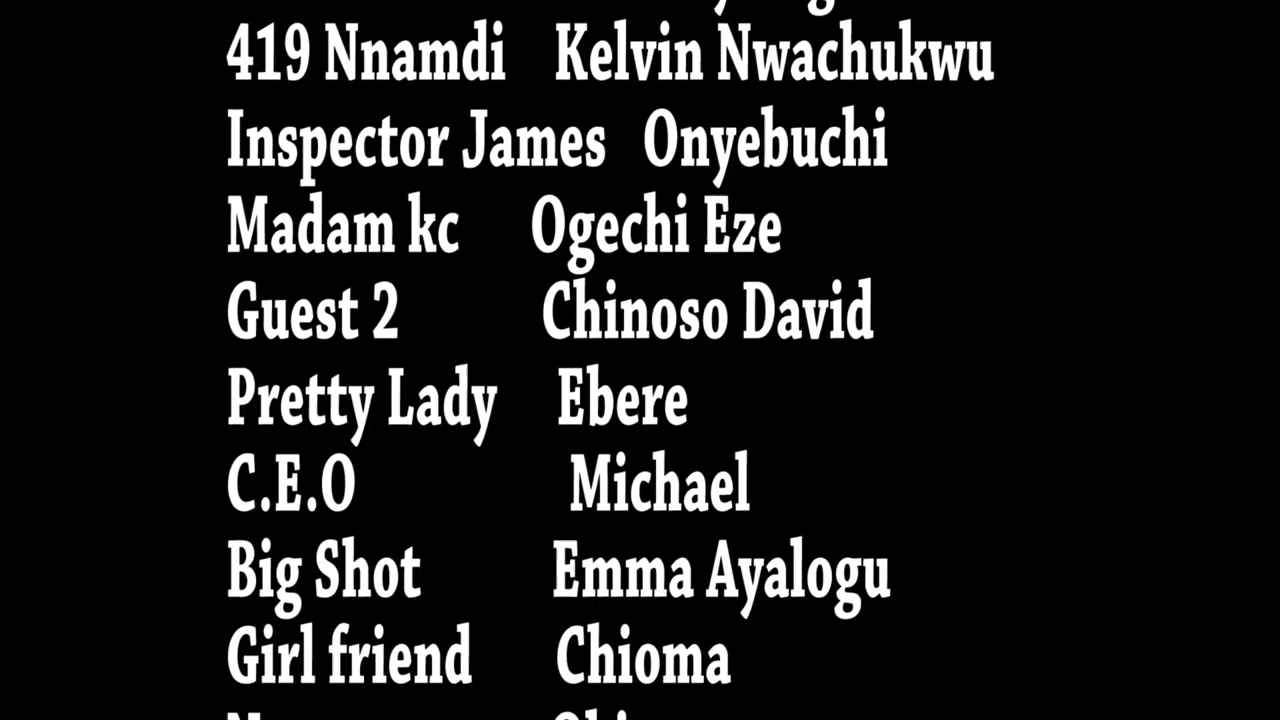 419 Nnamdi Kelvin Nwachukwu
Inspector James Onyebuchi
Madam kc Ogechi Eze
Guest 2 Chinoso David
Pretty Lady Ebere
C.E.O Michael
Big Shot Emma Ayalogu
Girl friend Chioma